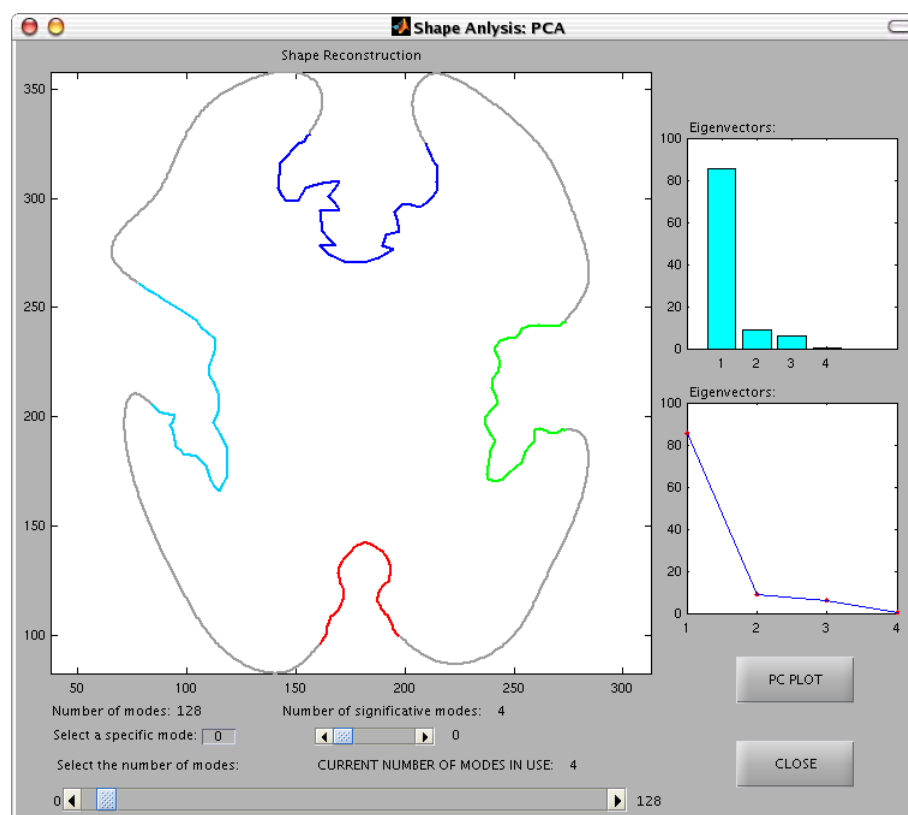 Shape Anlysis: PCA
Shape Reconstruction
350
300
250
200
150
100
50 100 150 200 250 300
Eigenvectors:
100
80
60
40
20
0
1 2 3 4
Eigenvectors:
100
80
60
40
20
0
1 2 3 4
Number of modes: 128
Number of significative modes: 4
Select a specific mode: 0
0
Select the number of modes:
CURRENT NUMBER OF MODES IN USE: 4
0 128
PC PLOT
CLOSE